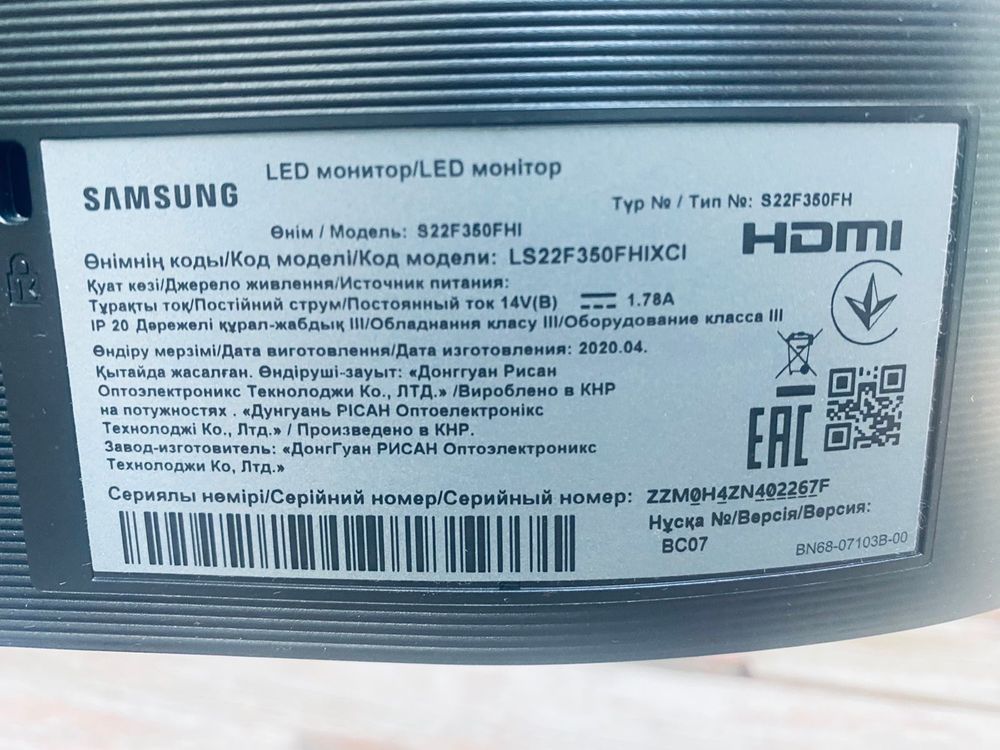 LED монитор/LED монітор
SAMSUNG
Түр № / Тип №: S22F350FH
Өнім / Модель: S22F350FHI
HDMI
Өнімнің коды/Код моделі/Код модели: LS22F350FHIXCI
Қуат көзі/Джерело живлення/Источник питания:
Тұрақты ток/Постійний струм/Постоянный ток 14V(В) 1.78A
IP 20 Дәрежелі құрал-жабдық III/Обладнання класу III/Оборудование класса III
Өндіру мерзімі/Дата виготовлення/Дата изготовления: 2020.04.
Қытайда жасалған. Өндіруші-зауыт: «Донггуан Рисан
Оптоэлектроникс Текнолоджи Ко., ЛТД.» /Вироблено в КНР
на потужностях . «Дунгуань РІСАН Оптоелектронікс
Технолоджі Ко., Лтд.» / Произведено в КНР.
Завод-изготовитель: «ДонгГуан РИСАН Оптоэлектроникс
Технолоджи Ко, Лтд.»
EAC
Сериялы нөмірі/Серійний номер/Серийный номер: ZZM0H4ZN402267F
Нұсқа №/Версія/Версия:
BC07
BN68-07103B-00